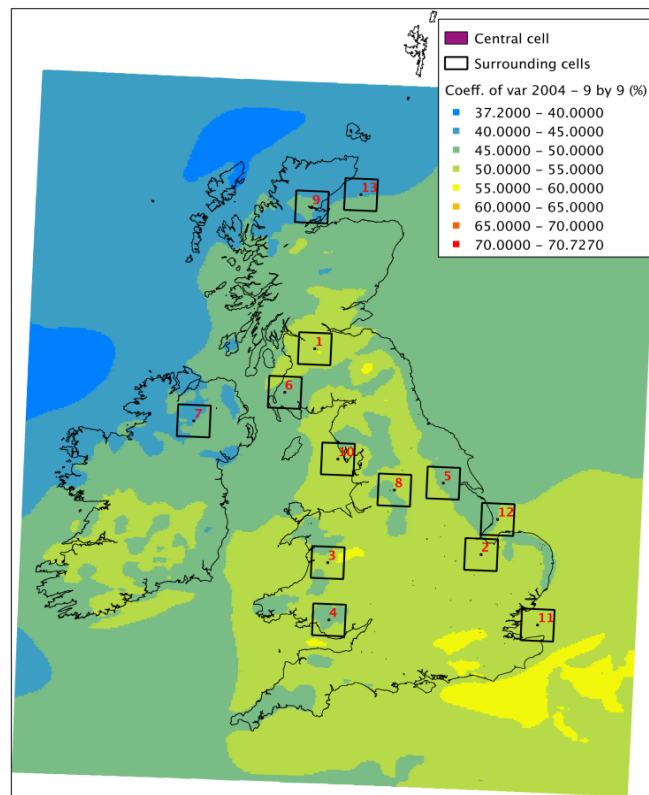 Central cell
Surrounding cells
Coeff. of var 2004 - 9 by 9 (%)
37.2000 - 40.0000
40.0000 - 45.0000
45.0000 - 50.0000
50.0000 - 55.0000
55.0000 - 60.0000
60.0000 - 65.0000
65.0000 - 70.0000
70.0000 - 70.7270
13
9
1
6
7
10
8
5
12
2
3
4
11